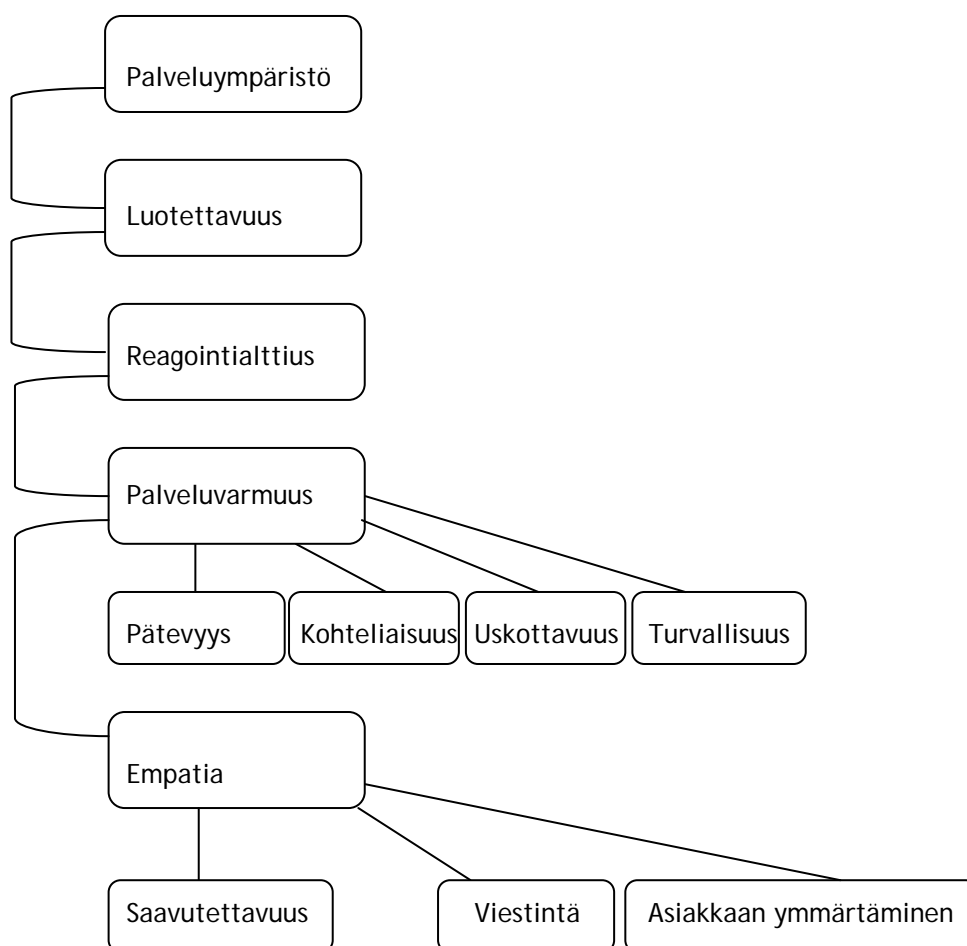 Palveluympäristö
Luotettavuus
Reagointialttius
Palveluvarmuus
Pätevyys
Kohteliaisuus
Uskottavuus
Turvallisuus
Empatia
Saavutettavuus
Viestintä
Asiakkaan ymmärtäminen